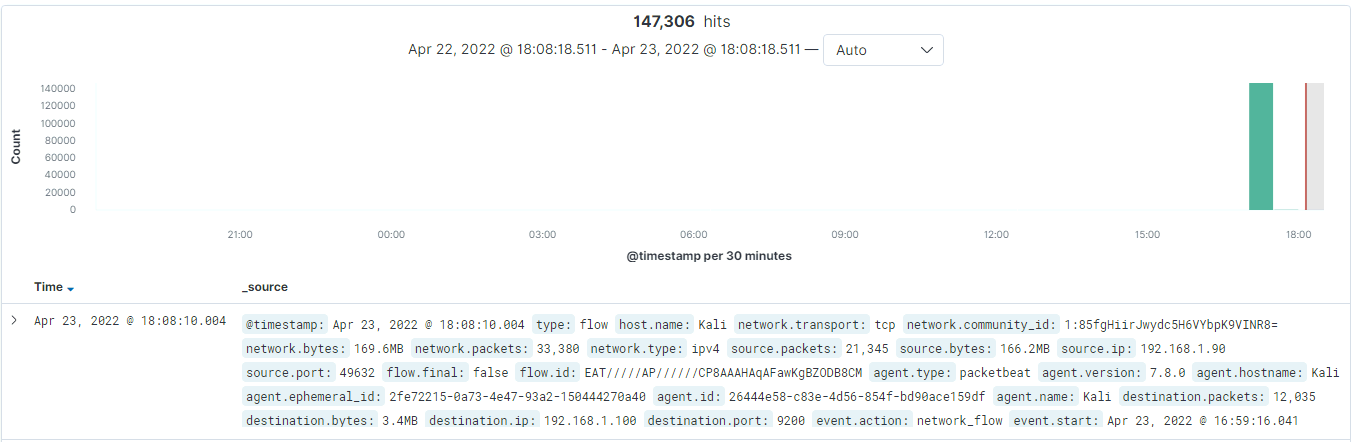 147,306 hits
Apr 22, 2022 @ 18:08:18.511 - Apr 23, 2022 @ 18:08:18.511 — Auto
140000
120000
100000
80000
60000
40000
20000
0
Count
21:00 00:00 03:00 06:00 09:00 12:00 15:00 18:00
@timestamp per 30 minutes
Time _source
Apr 23, 2022 @ 18:08:10.004 @timestamp: Apr 23, 2022 @ 18:08:10.004 type: flow host.name: Kali network.transport: tcp network.community_id: 1:85fgHiirJwydc5H6VYbpK9VINR8=
network.bytes: 169.6MB network.packets: 33,380 network.type: ipv4 source.packets: 21,345 source.bytes: 166.2MB source.ip: 192.168.1.90
source.port: 49632 flow.final: false flow.id: EAT/////AP//////CP8AAAHAqAFawKgBZODB8CM agent.type: packetbeat agent.version: 7.8.0 agent.hostname: Kali
agent.ephemeral_id: 2fe72215-0a73-4e47-93a2-150444270a40 agent.id: 26444e58-c83e-4d56-854f-bd90ace159df agent.name: Kali destination.packets: 12,035
destination.bytes: 3.4MB destination.ip: 192.168.1.100 destination.port: 9200 event.action: network_flow event.start: Apr 23, 2022 @ 16:59:16.041